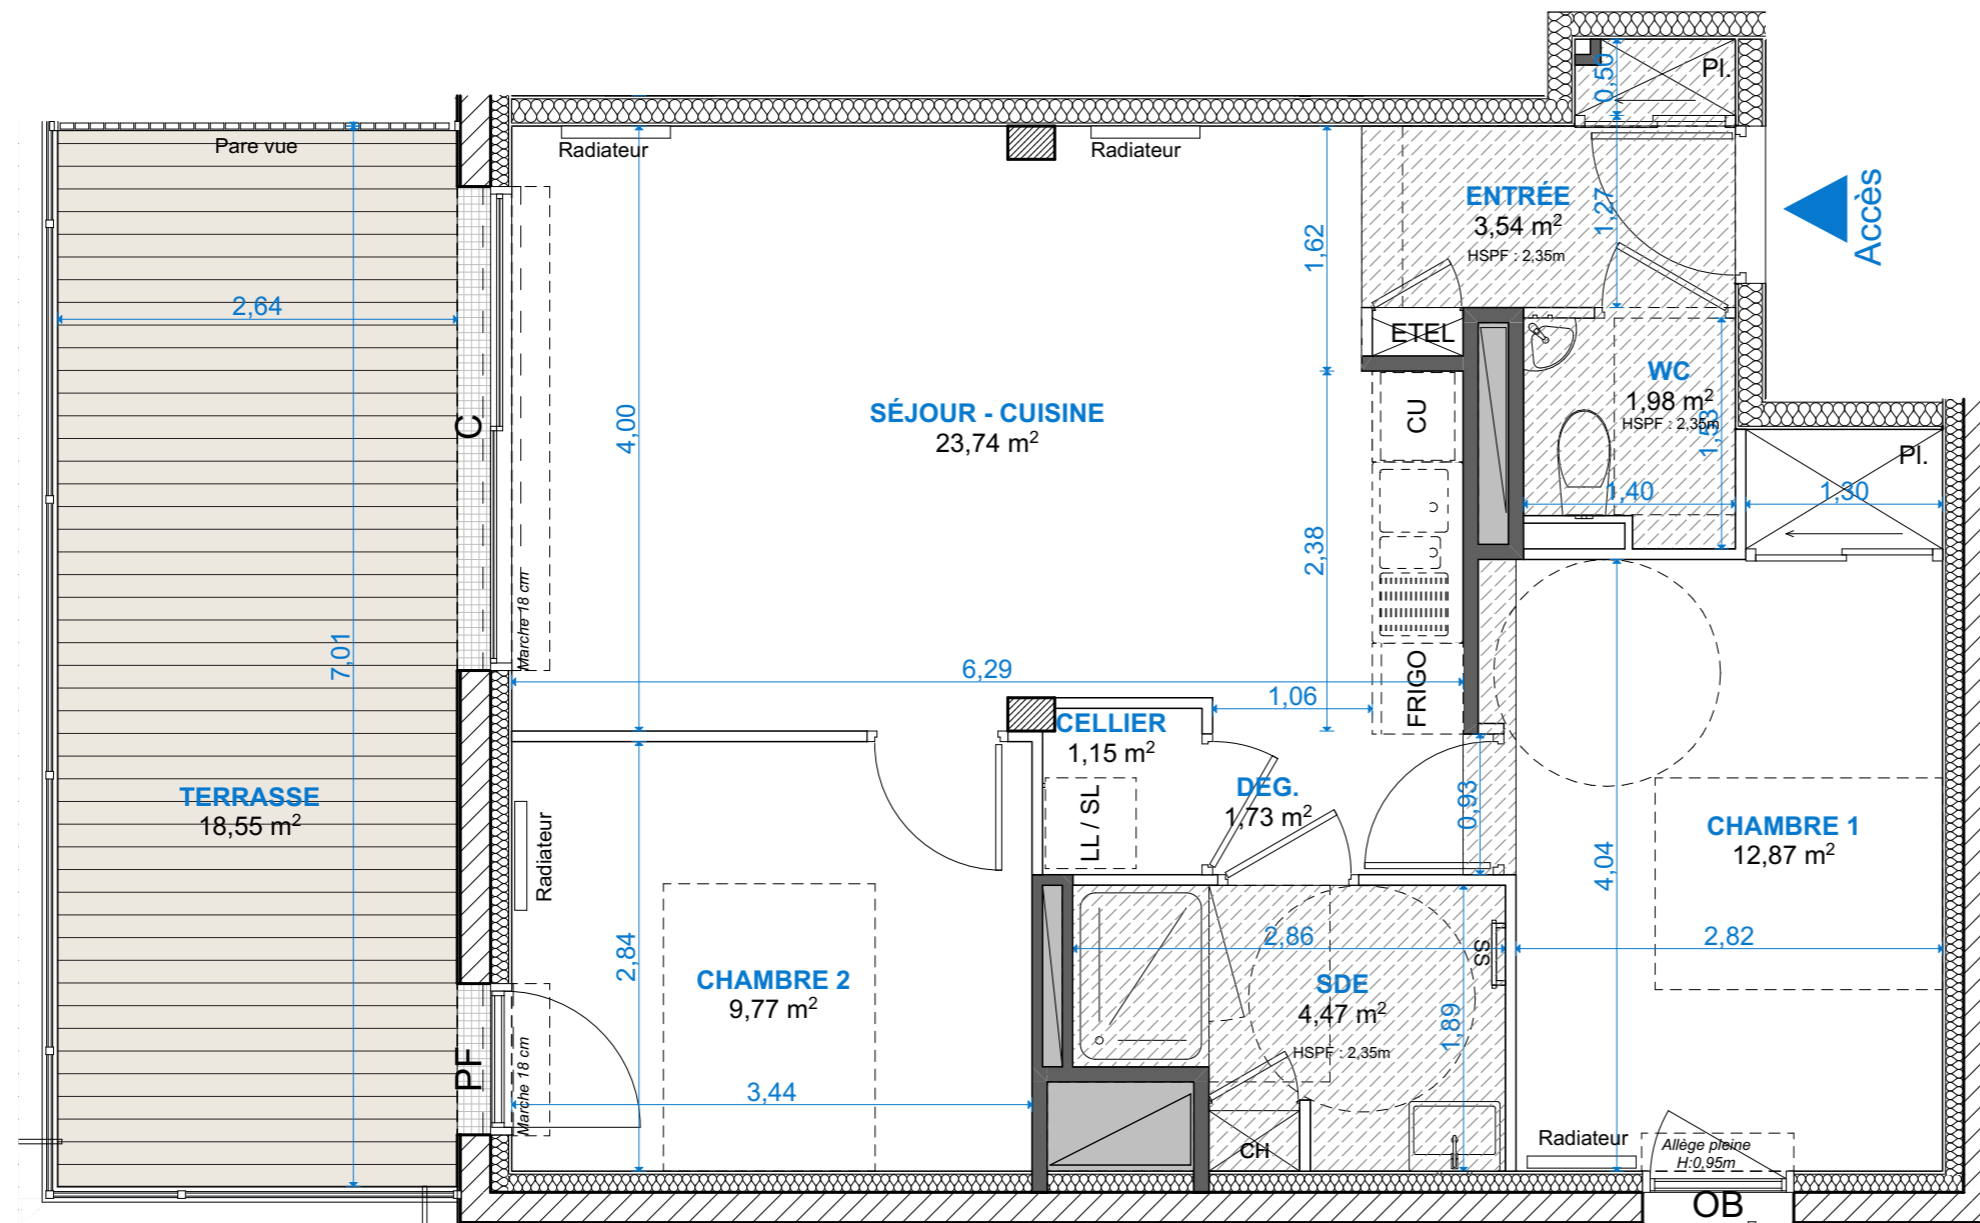 Pl.
0,50
Pare vue
Radiateur
Radiateur
ENTRÉE
3,54 m²
HSPF : 2,35m
1,27
Accès
1,62
2,64
ETEL
WC
1,98 m²
HSPF : 2,35m
1,53
SÉJOUR - CUISINE
23,74 m²
4,00
C
CU
Pl.
1,40
1,30
2,38
Marche 18 cm
7,01
6,29
1,06
FRIGO
CELLIER
1,15 m²
LL / SL
DEG.
1,73 m²
0,93
TERRASSE
18,55 m²
Radiateur
CHAMBRE 1
12,87 m²
4,04
2,84
2,86
SS
2,82
CHAMBRE 2
9,77 m²
SDE
4,47 m²
HSPF : 2,35m
1,89
PF
Marche 18 cm
3,44
CH
Radiateur
Allège pleine
H:0,95m
OB